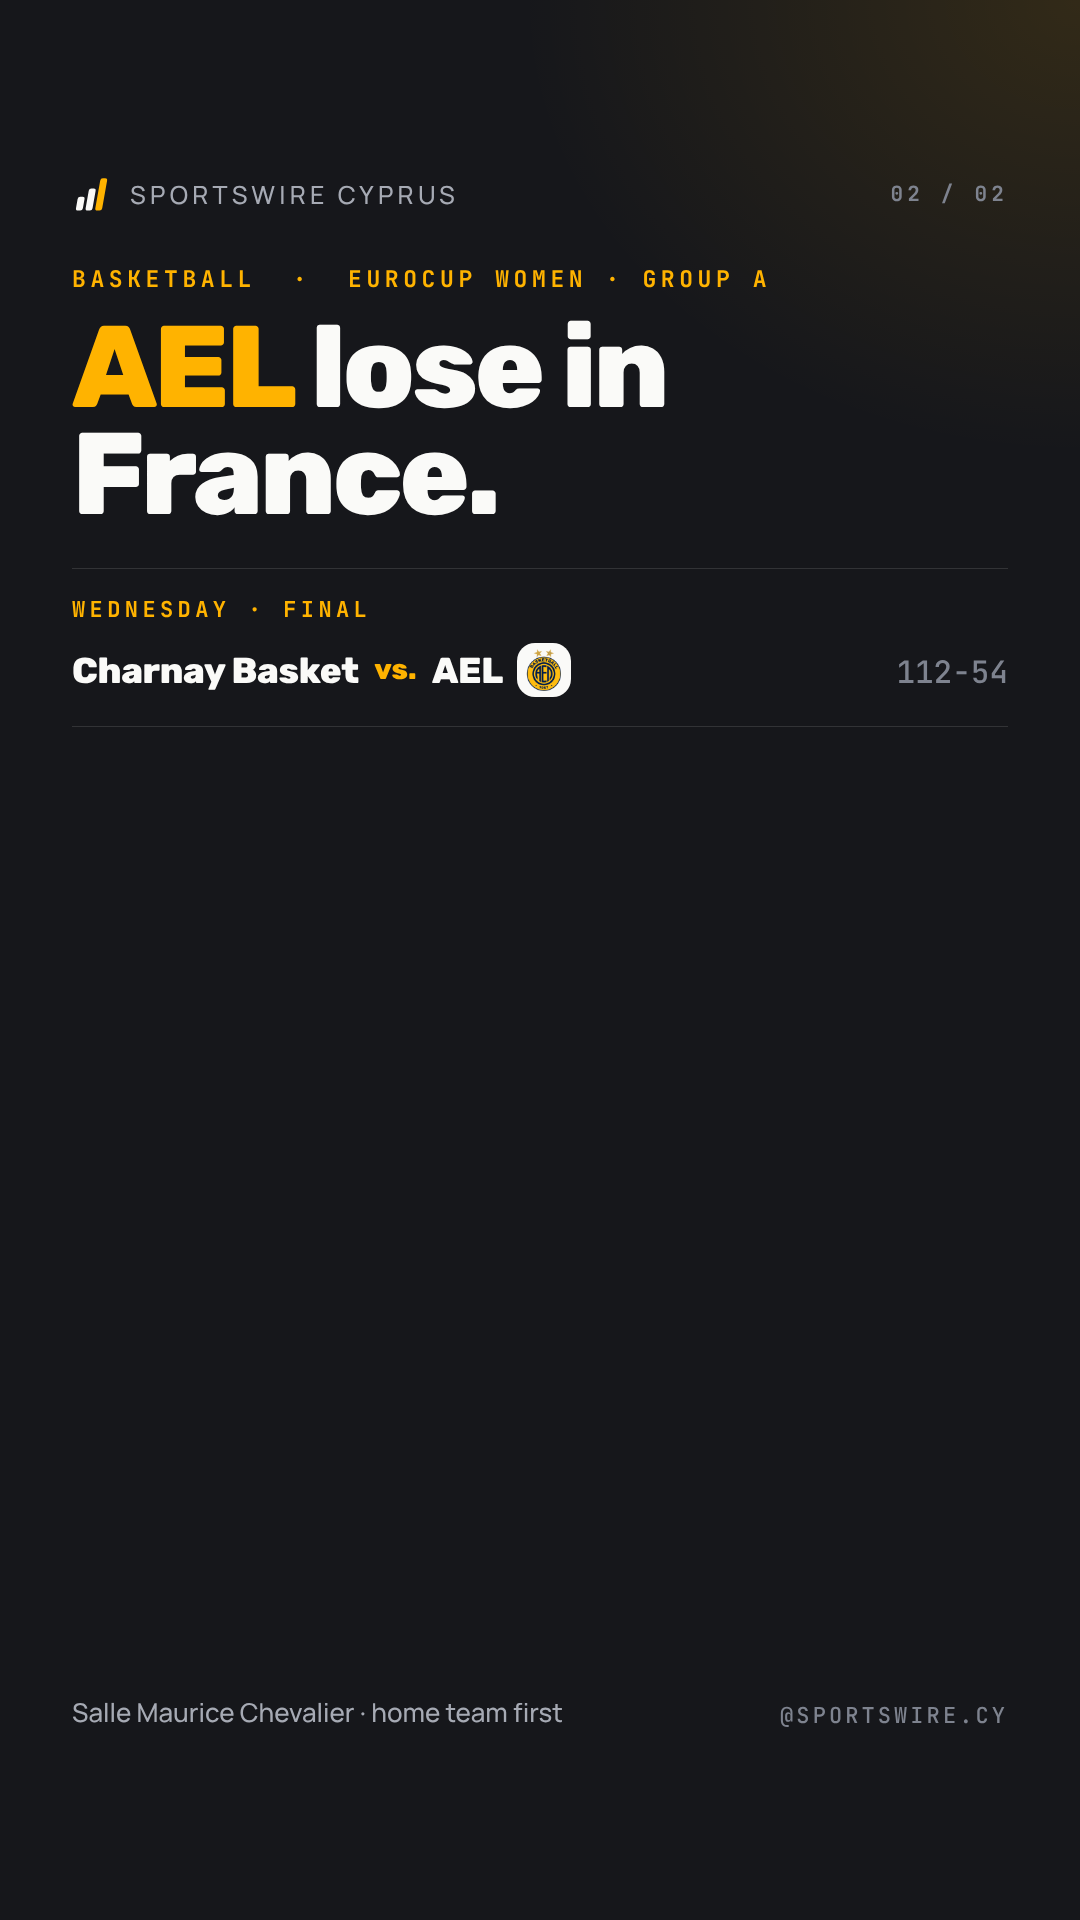 SPORTSWIRE CYPRUS
02 / 02
BASKETBALL · EUROCUP WOMEN · GROUP A
AEL lose in
France.
WEDNESDAY · FINAL
Charnay Basket vs. AEL
112-54
Salle Maurice Chevalier · home team first
@SPORTSWIRE.CY